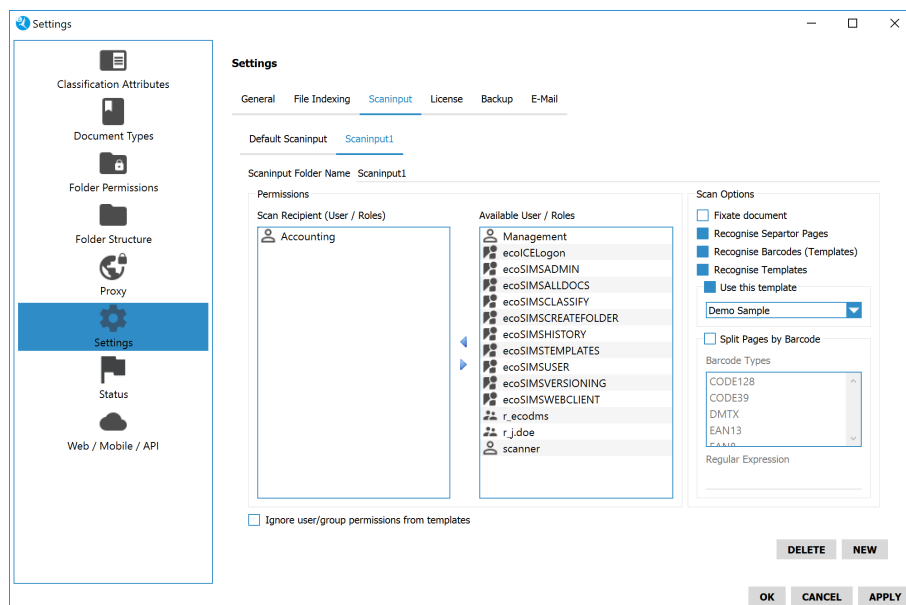 Settings
Classification Attributes
Document Types
Folder Permissions
Folder Structure
Proxy
Settings
Status
Web / Mobile / API
Settings
General File Indexing Scaninput License Backup E-Mail
Default Scaninput Scaninput1
Scaninput Folder Name Scaninput1
Permissions
Scan Recipient (User / Roles)
Accounting
Available User / Roles
Management
ecoICELogon
ecoSIMSADMIN
ecoSIMSALLDOCS
ecoSIMSCLASSIFY
ecoSIMSCREATEFOLDER
ecoSIMSHISTORY
ecoSIMSTEMPLATES
ecoSIMSUSER
ecoSIMSVERSIONING
ecoSIMSWEBCLIENT
r_ecodms
r_j.doe
scanner
Scan Options
Fixate document
Recognise Separtor Pages
Recognise Barcodes (Templates)
Recognise Templates
Use this template
Demo Sample
Split Pages by Barcode
Barcode Types
CODE128
CODE39
DMTX
EAN13
EAN8
Regular Expression
Ignore user/group permissions from templates
DELETE NEW
OK CANCEL APPLY